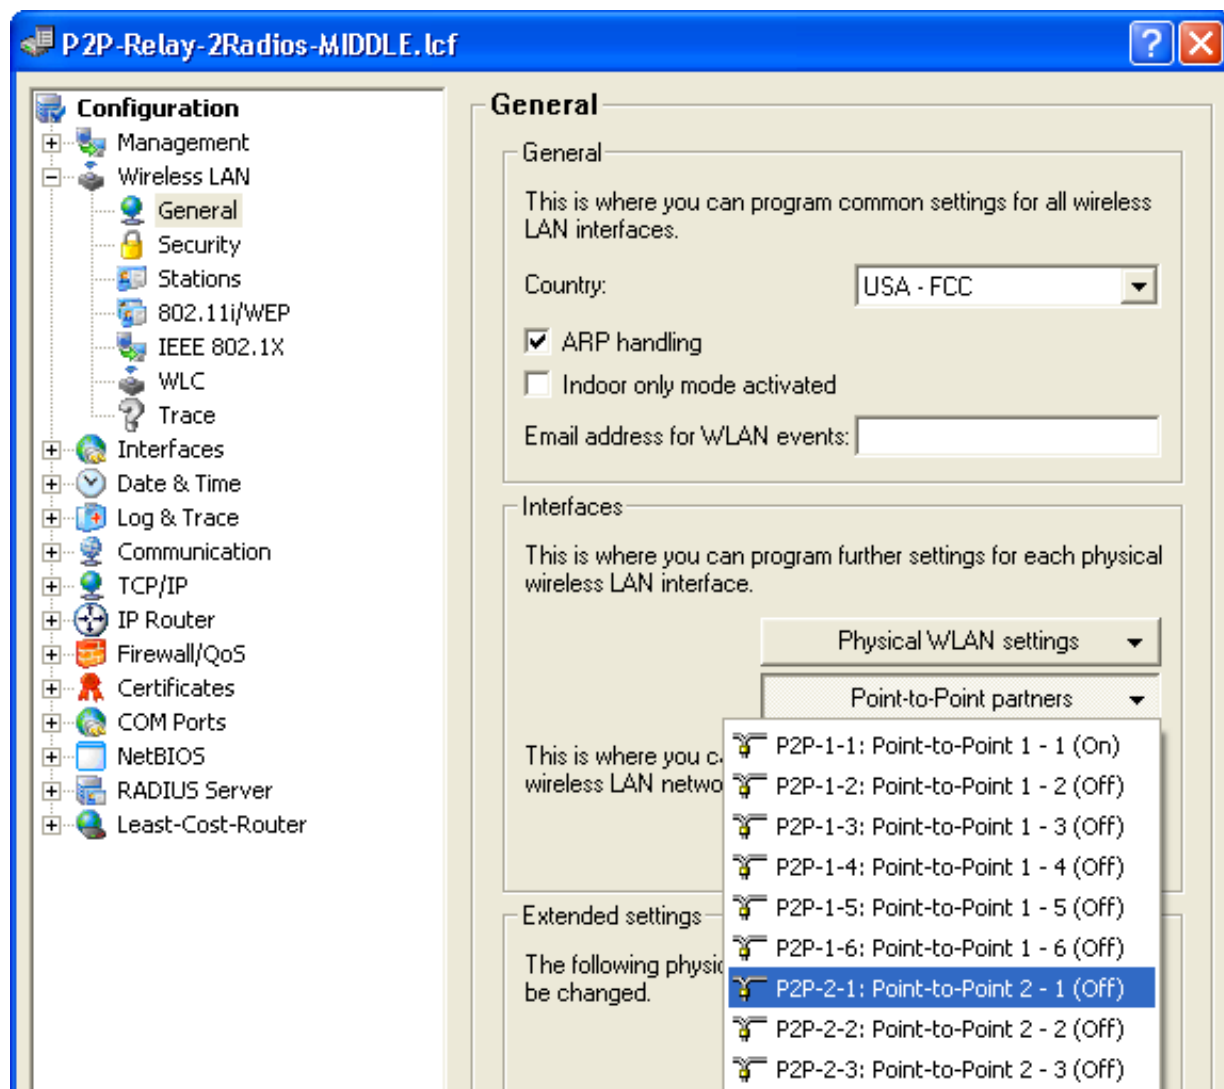 P2P-Relay-2Radios-MIDDLE.lcf
Configuration
Management
Wireless LAN
General
Security
Stations
802.11i/WEP
IEEE 802.1X
WLC
Trace
Interfaces
Date & Time
Log & Trace
Communication
TCP/IP
IP Router
Firewall/QoS
Certificates
COM Ports
NetBIOS
RADIUS Server
Least-Cost-Router
General
General
This is where you can program common settings for all wireless
LAN interfaces.
Country: USA - FCC
ARP handling
Indoor only mode activated
Email address for WLAN events:
Interfaces
This is where you can program further settings for each physical
wireless LAN interface.
Physical WLAN settings
Point-to-Point partners
This is where you
wireless LAN
P2P-1-1: Point-to-Point 1 - 1 (On)
P2P-1-2: Point-to-Point 1 - 2 (Off)
P2P-1-3: Point-to-Point 1 - 3 (Off)
P2P-1-4: Point-to-Point 1 - 4 (Off)
P2P-1-5: Point-to-Point 1 - 5 (Off)
P2P-1-6: Point-to-Point 1 - 6 (Off)
P2P-2-1: Point-to-Point 2 - 1 (Off)
P2P-2-2: Point-to-Point 2 - 2 (Off)
P2P-2-3: Point-to-Point 2 - 3 (Off)
Extended settings
The following
be changed.